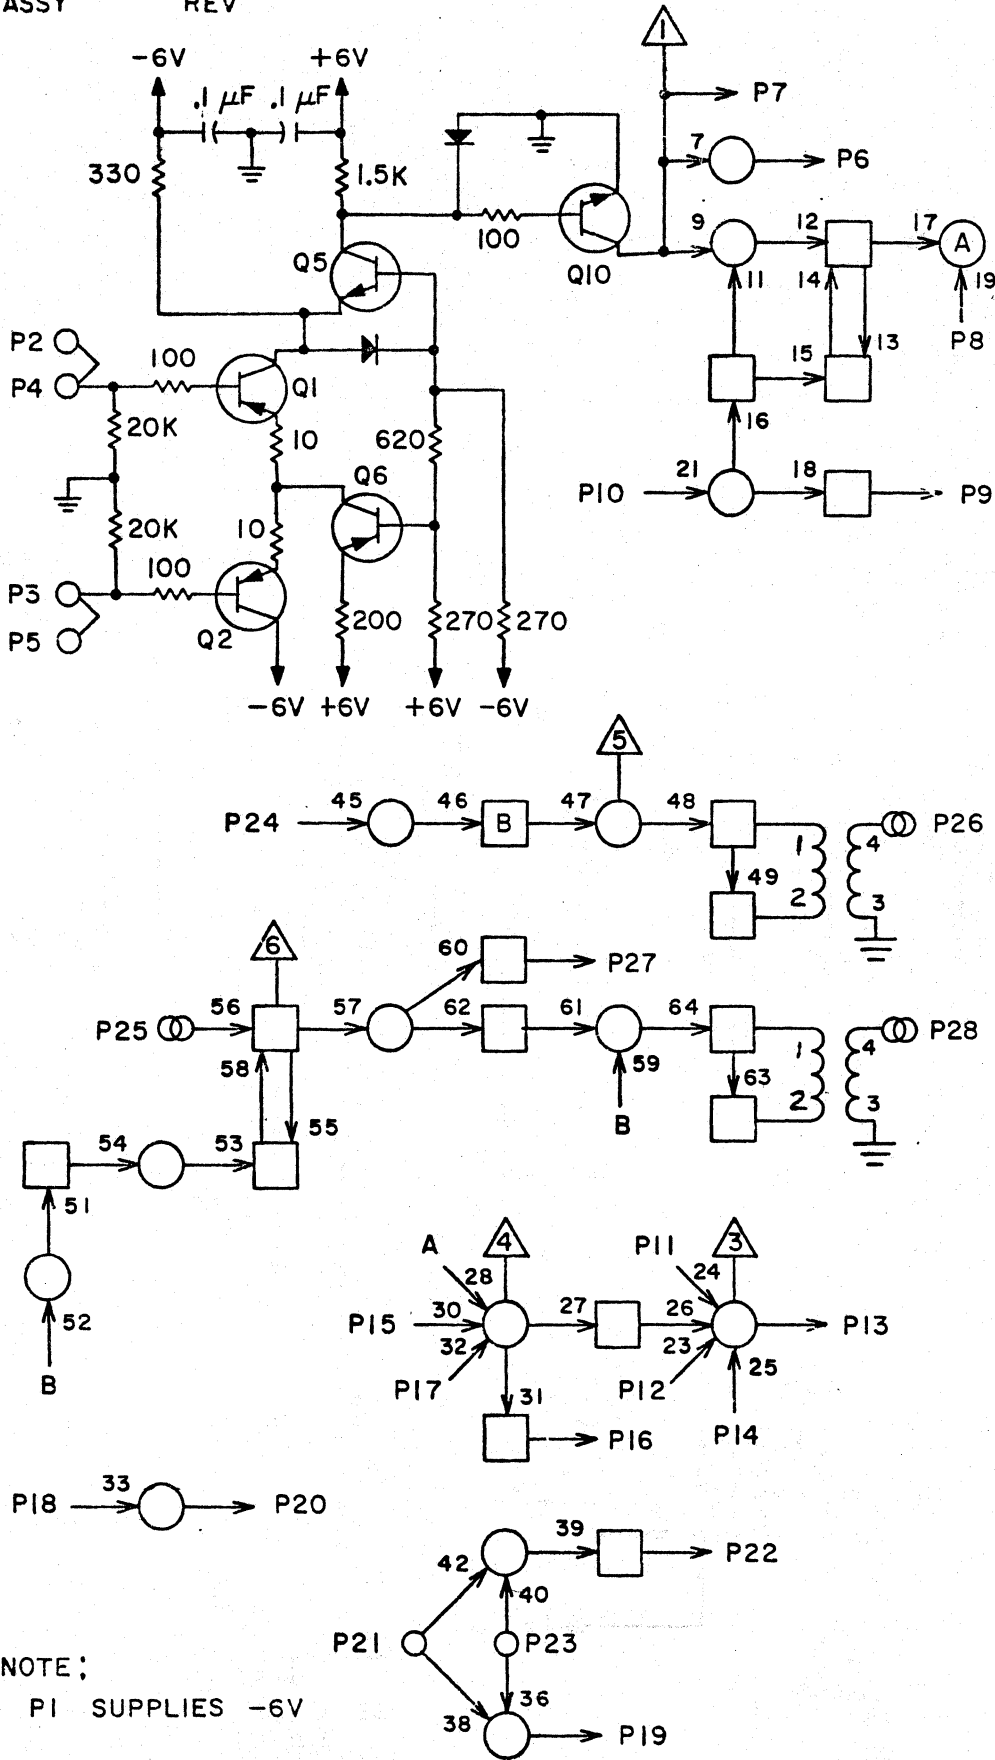 ASSY REV
1
-6V +6V
.1 µF .1 µF
P7
330 1.5K
7 P6
100
Q5 Q10
9 12 17
A
11 14 19
P2 100
P4 Q1
13 P8
15
20K 10 620
16
Q6
P10 21 18 P9
20K 10
100
P3
P5 Q2
200 270 270
-6V +6V +6V -6V
5
P24 45 46 B 47 48
1 4 P26
49
2 3
6
60 P27
P25 56 57 62 61 64
1 4 P28
58 59 63
55 B 2 3
54 53
51
52
B
A 4 P11 3
28 24
P15 30 27 26 P13
32 23
P17 P12 25
31 P14
P16
P18 33 P20
39 P22
42 40
P21 P23
36
38 P19
NOTE:
P1 SUPPLIES -6V